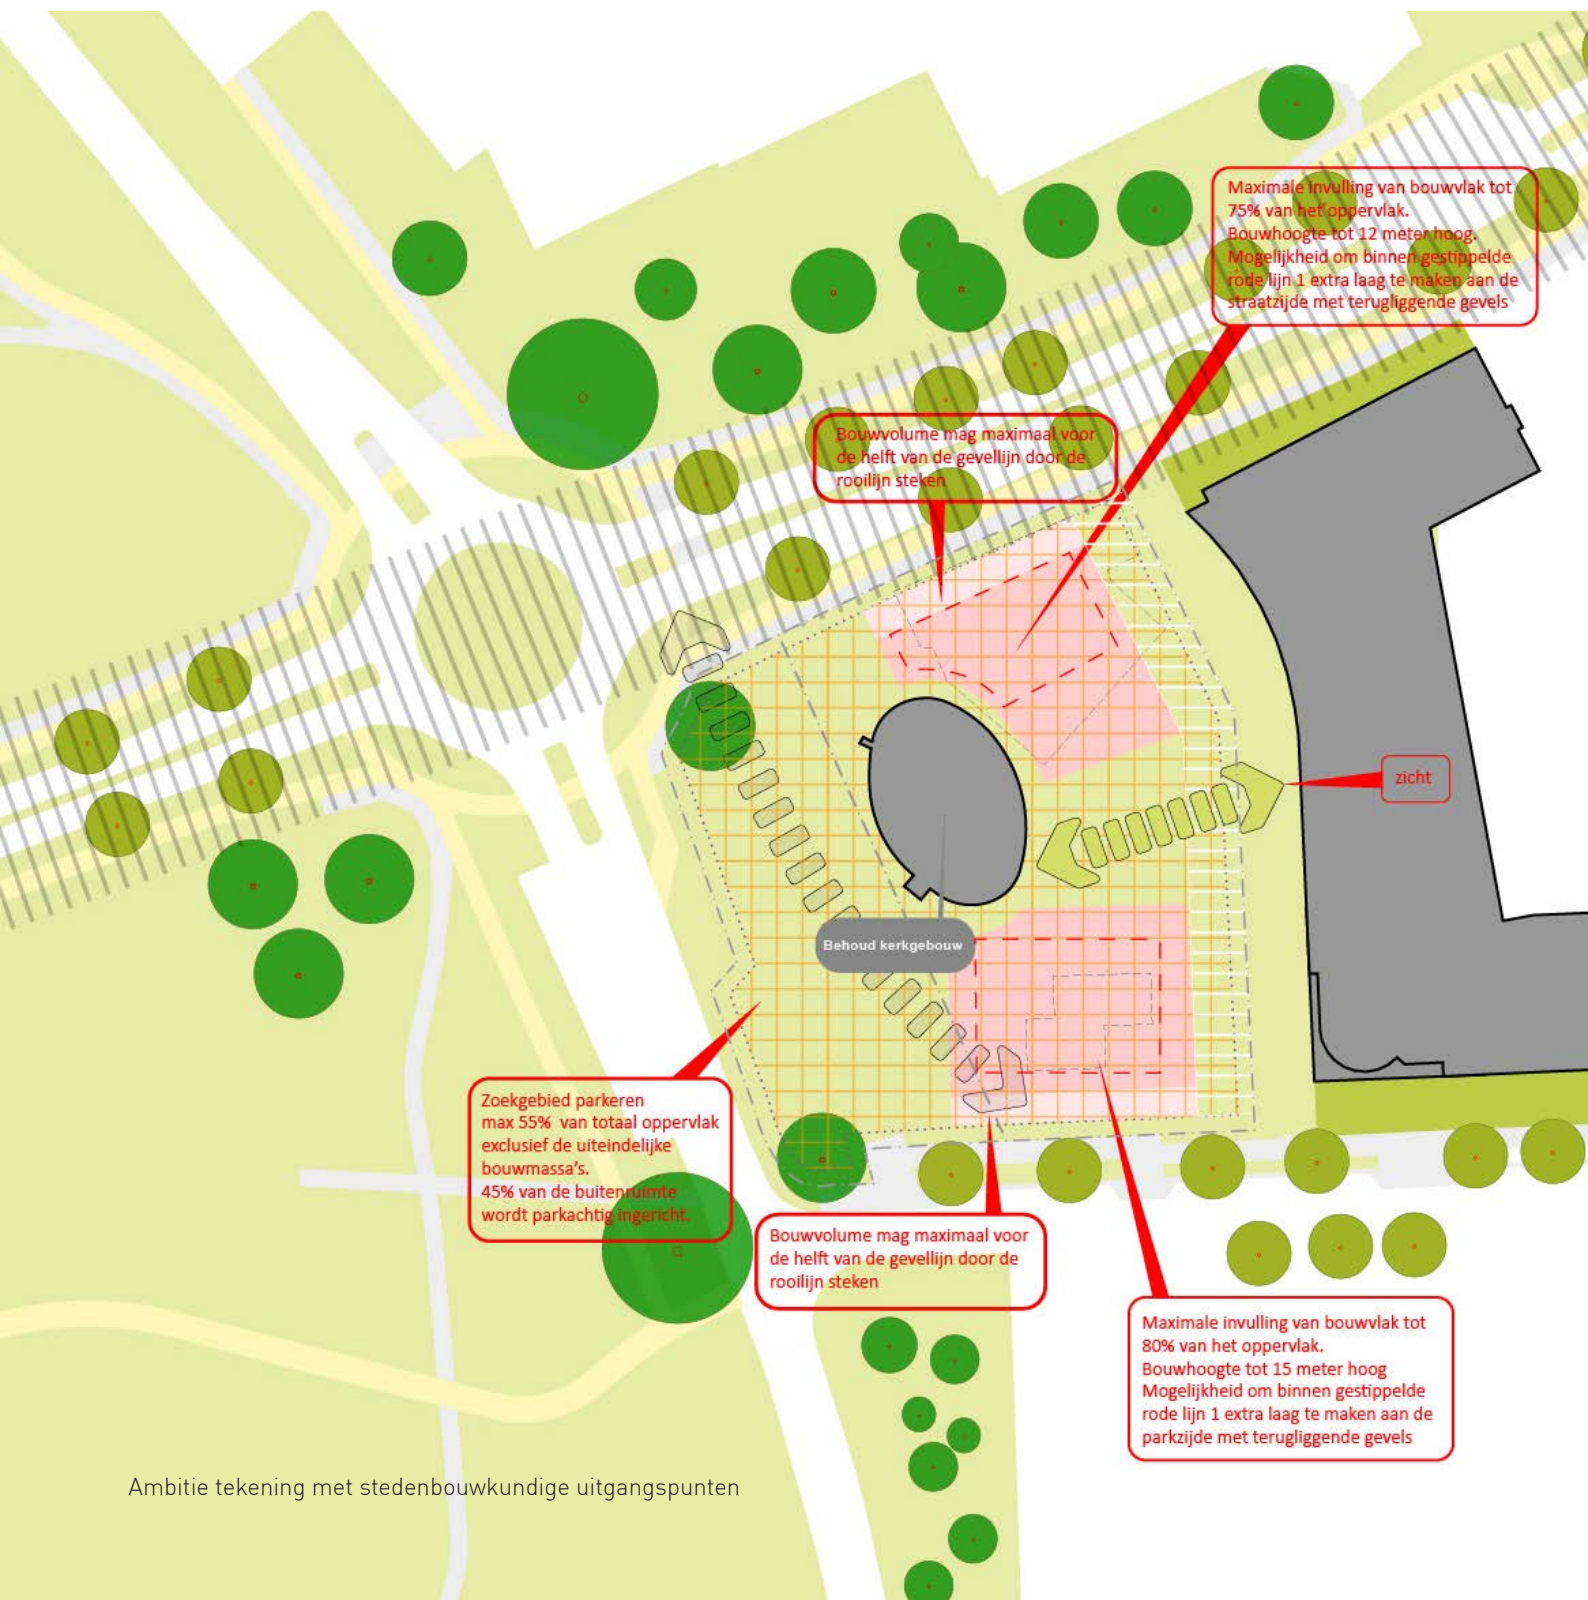 Maximale invulling van bouwvlak tot
75% van het oppervlak.
Bouwhoogte tot 12 meter hoog.
Mogelijkheid om binnen gestippelde
rode lijn 1 extra laag te maken aan de
straatzijde met terugliggende gevels
Bouwvolume mag maximaal voor
de helft van de gevellijn door de
rooilijn steken
zicht
Behoud kerkgebouw
Zoekgebied parkeren
max 55% van totaal oppervlak
exclusief de uiteindelijke
bouwmassa's.
45% van de buitenruimte
wordt parkachtig ingericht.
Bouwvolume mag maximaal voor
de helft van de gevellijn door de
rooilijn steken
Maximale invulling van bouwvlak tot
80% van het oppervlak.
Bouwhoogte tot 15 meter hoog
Mogelijkheid om binnen gestippelde
rode lijn 1 extra laag te maken aan de
parkzijde met terugliggende gevels
Ambitie tekening met stedenbouwkundige uitgangspunten